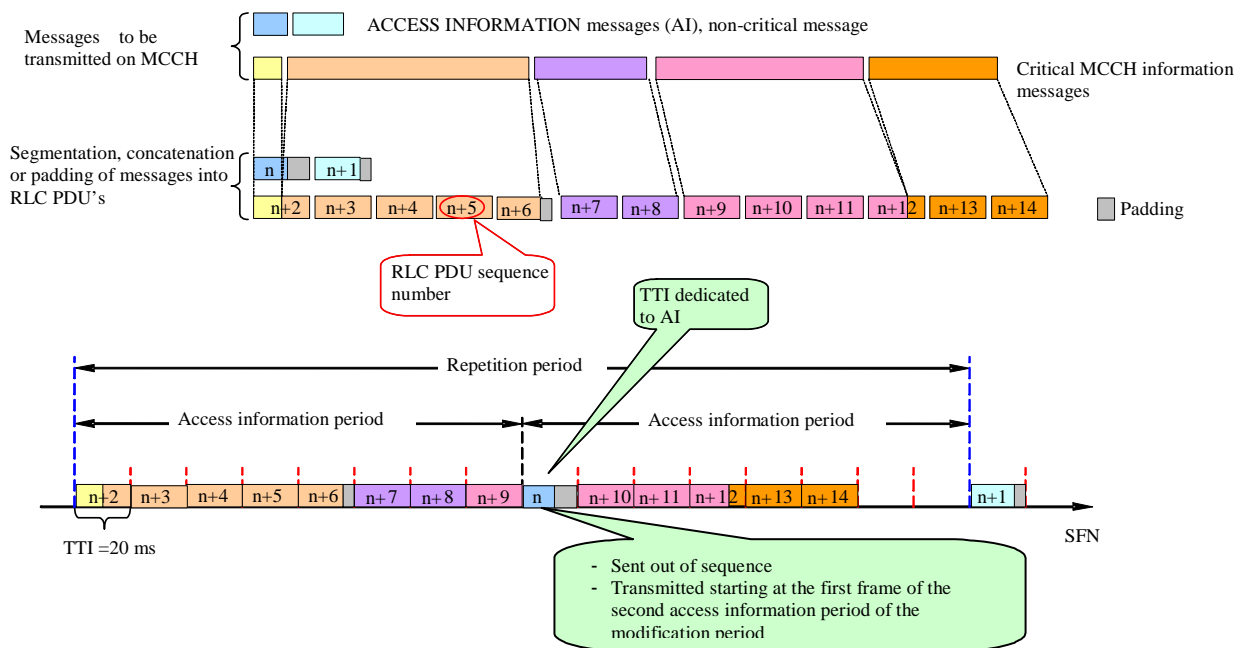 ACCESS INFORMATION messages (AI), non-critical message
Messages to be
transmitted on MCCH
Critical MCCH information
messages
Segmentation, concatenation
or padding of messages into
RLC PDU's
n n+1
n+2 n+3 n+4 n+5 n+6 n+7 n+8 n+9 n+10 n+11 n+12 n+13 n+14
Padding
RLC PDU sequence
number
TTI dedicated
to AI
Repetition period
Access information period Access information period
n+2 n+3 n+4 n+5 n+6 n+7 n+8 n+9 n n+10 n+11 n+12 n+13 n+14 n+1
TTI =20 ms
SFN
- Sent out of sequence
- Transmitted starting at the first frame of the
second access information period of the
modification period